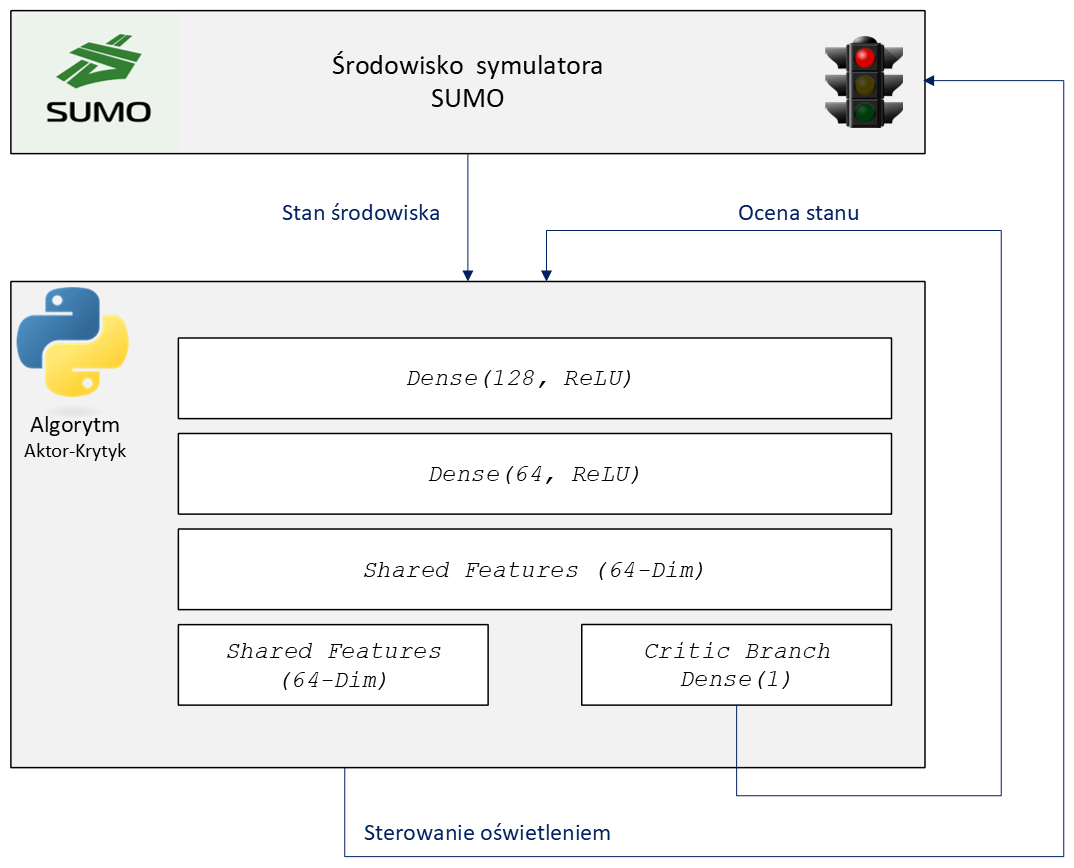 SUMO
Środowisko symulatora
SUMO
Stan środowiska
Ocena stanu
Dense(128, ReLU)
Algorytm
Aktor-Krytyk
Dense(64, ReLU)
Shared Features (64-Dim)
Shared Features
(64-Dim)
Critic Branch
Dense(1)
Sterowanie oświetleniem